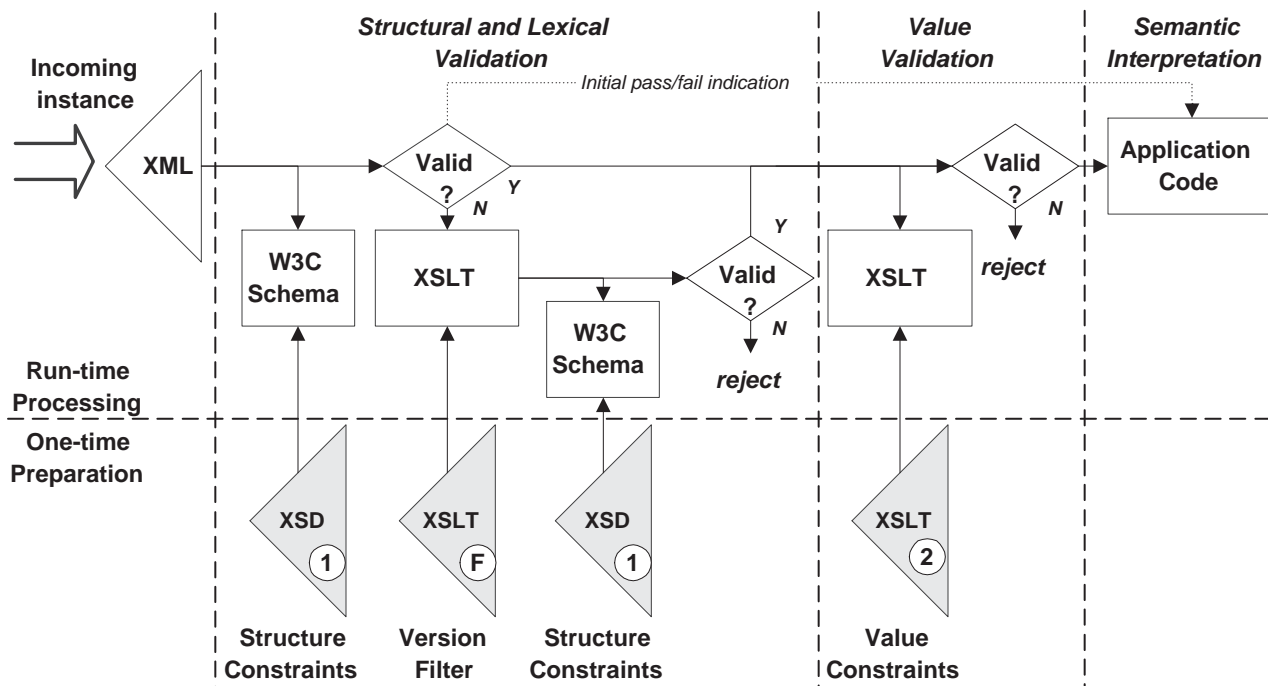 Structural and Lexical
Validation
Value
Validation
Semantic
Interpretation
Incoming
instance
Initial pass/fail indication
XML
Valid
?
Y
N
Valid
?
N
Application
Code
reject
W3C
Schema
XSLT
Y
Valid
?
N
XSLT
W3C
Schema
reject
Run-time
Processing
One-time
Preparation
XSD
1
XSLT
F
XSD
1
XSLT
2
Structure
Constraints
Version
Filter
Structure
Constraints
Value
Constraints